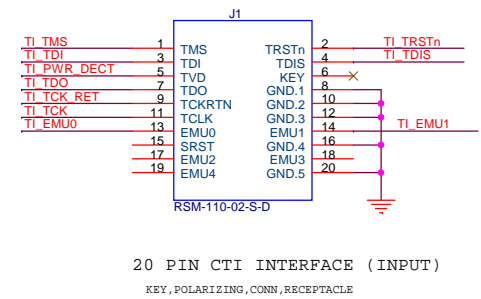 J1
TI_TMS 1 TMS TRSTn 2 TI_TRSTn
TI_TDI 3 TDI TDIS 4 TI_TDIS
TI_PWR_DECT 5 TVD KEY 6
TI_TDO 7 TDO GND.1 8
TI_TCK_RET 9 TCKRTN GND.2 10
TI_TCK 11 TCLK GND.3 12
TI_EMU0 13 EMU0 EMU1 14 TI_EMU1
15 SRST GND.4 16
17 EMU2 EMU3 18
19 EMU4 GND.5 20
RSM-110-02-S-D
20 PIN CTI INTERFACE (INPUT)
KEY,POLARIZING,CONN,RECEPTACLE